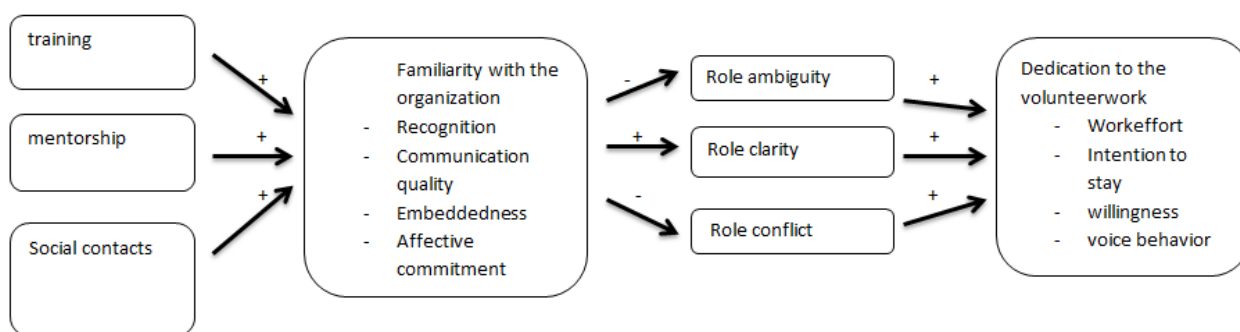 training
+
mentorship
+
Social contacts
+
Familiarity with the
organization
- Recognition
- Communication
quality
- Embeddedness
- Affective
commitment
-
Role ambiguity
+
+
Role clarity
+
-
Role conflict
+
Dedication to the
volunteerwork
- Workeffort
- Intention to
stay
- willingness
- voice behavior